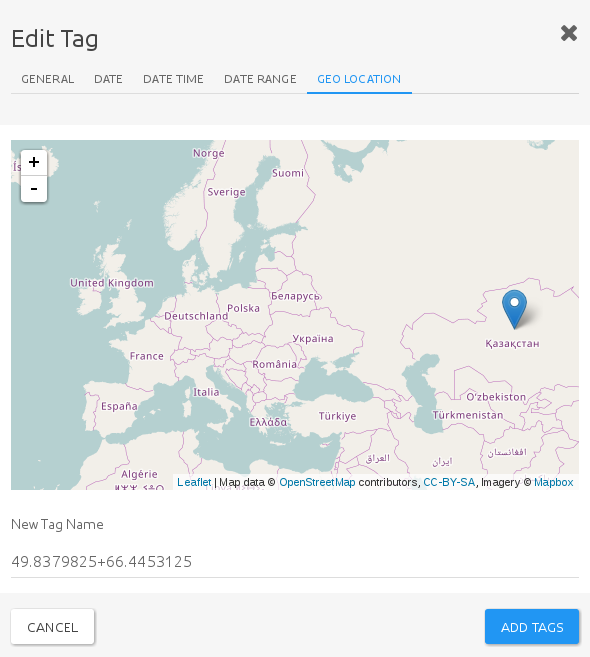 Edit Tag
GENERAL DATE DATE TIME DATE RANGE GEO LOCATION
+
-
Norge
Suomi
Sverige
United Kingdom
Беларусь
Polska
Deutschland
Україна
Қазақстан
France
România
Italia
O'zbekiston
España
Türkiye
Türkmenistan
Ελλάδα
افغانستان
العراق
ایران
Algérie
Leaflet | Map data © OpenStreetMap contributors, CC-BY-SA, Imagery © Mapbox
New Tag Name
49.8379825+66.4453125
CANCEL ADD TAGS